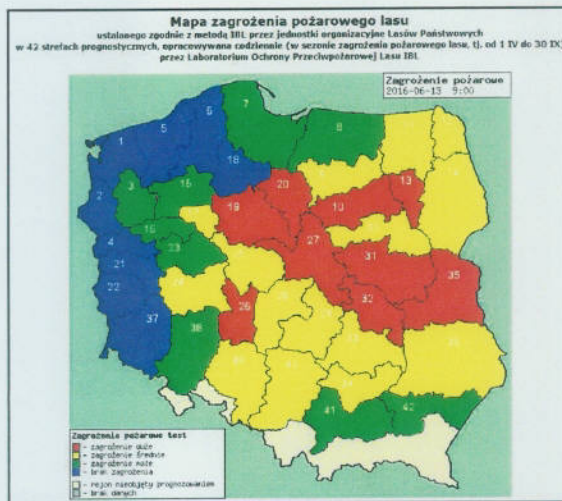 Mapa zagrożenia pożarowego lasu
ustalonego zgodnie z metodą IBL przez jednostki organizacyjne Lasów Państwowych
w 42 strefach prognostycznych, opracowywana codziennie (w sezonie zagrożenia pożarowego lasu, tj. od 1 IV do 30 IX)
przez Laboratorium Ochrony Przeciwpożarowej Lasu IBL
Zagrożenie pożarowe
2016-06-13 9:00
6
7
5
8
1
18
20
13
3
15
2
19
10
16
4
23
27
31
21
35
22
26
32
37
38
41
42
Zagrożenie pożarowe test
- zagrożenie duże
- zagrożenie średnie
- zagrożenie małe
- brak zagrożenia
- rejon nieobjęty prognozowaniem
- brak danych